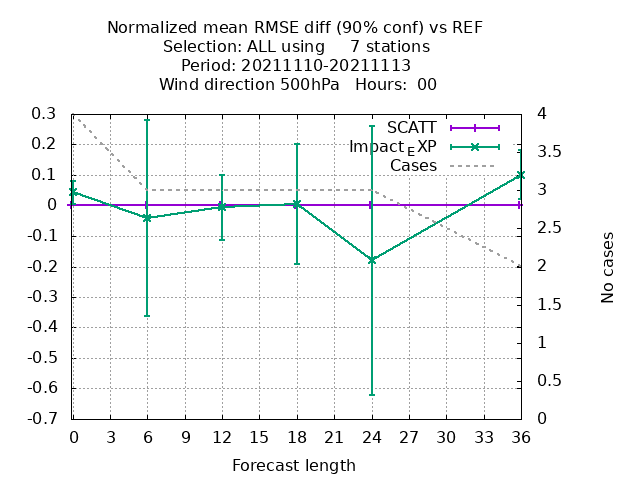 Normalized mean RMSE diff (90% conf) vs REF
Selection: ALL using 7 stations
Period: 20211110-20211113
Wind direction 500hPa Hours: 00
SCATT
Impact_EXP
Cases
0.3
0.2
0.1
0
-0.1
-0.2
-0.3
-0.4
-0.5
-0.6
-0.7
4
3.5
3
2.5
2
1.5
1
0.5
0
No cases
0 3 6 9 12 15 18 21 24 27 30 33 36
Forecast length